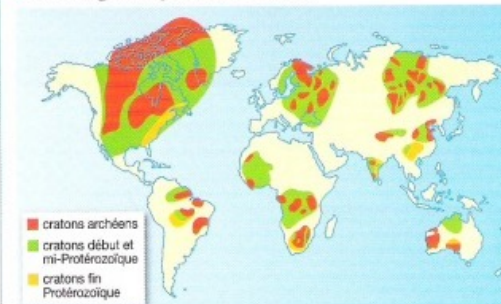 cratons archéens
cratons début et
mi-Protérozoïque
cratons fin
Protérozoïque